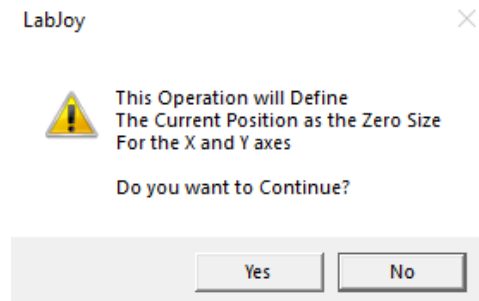 LabJoy
This Operation will Define
The Current Position as the Zero Size
For the X and Y axes
Do you want to Continue?
Yes
No